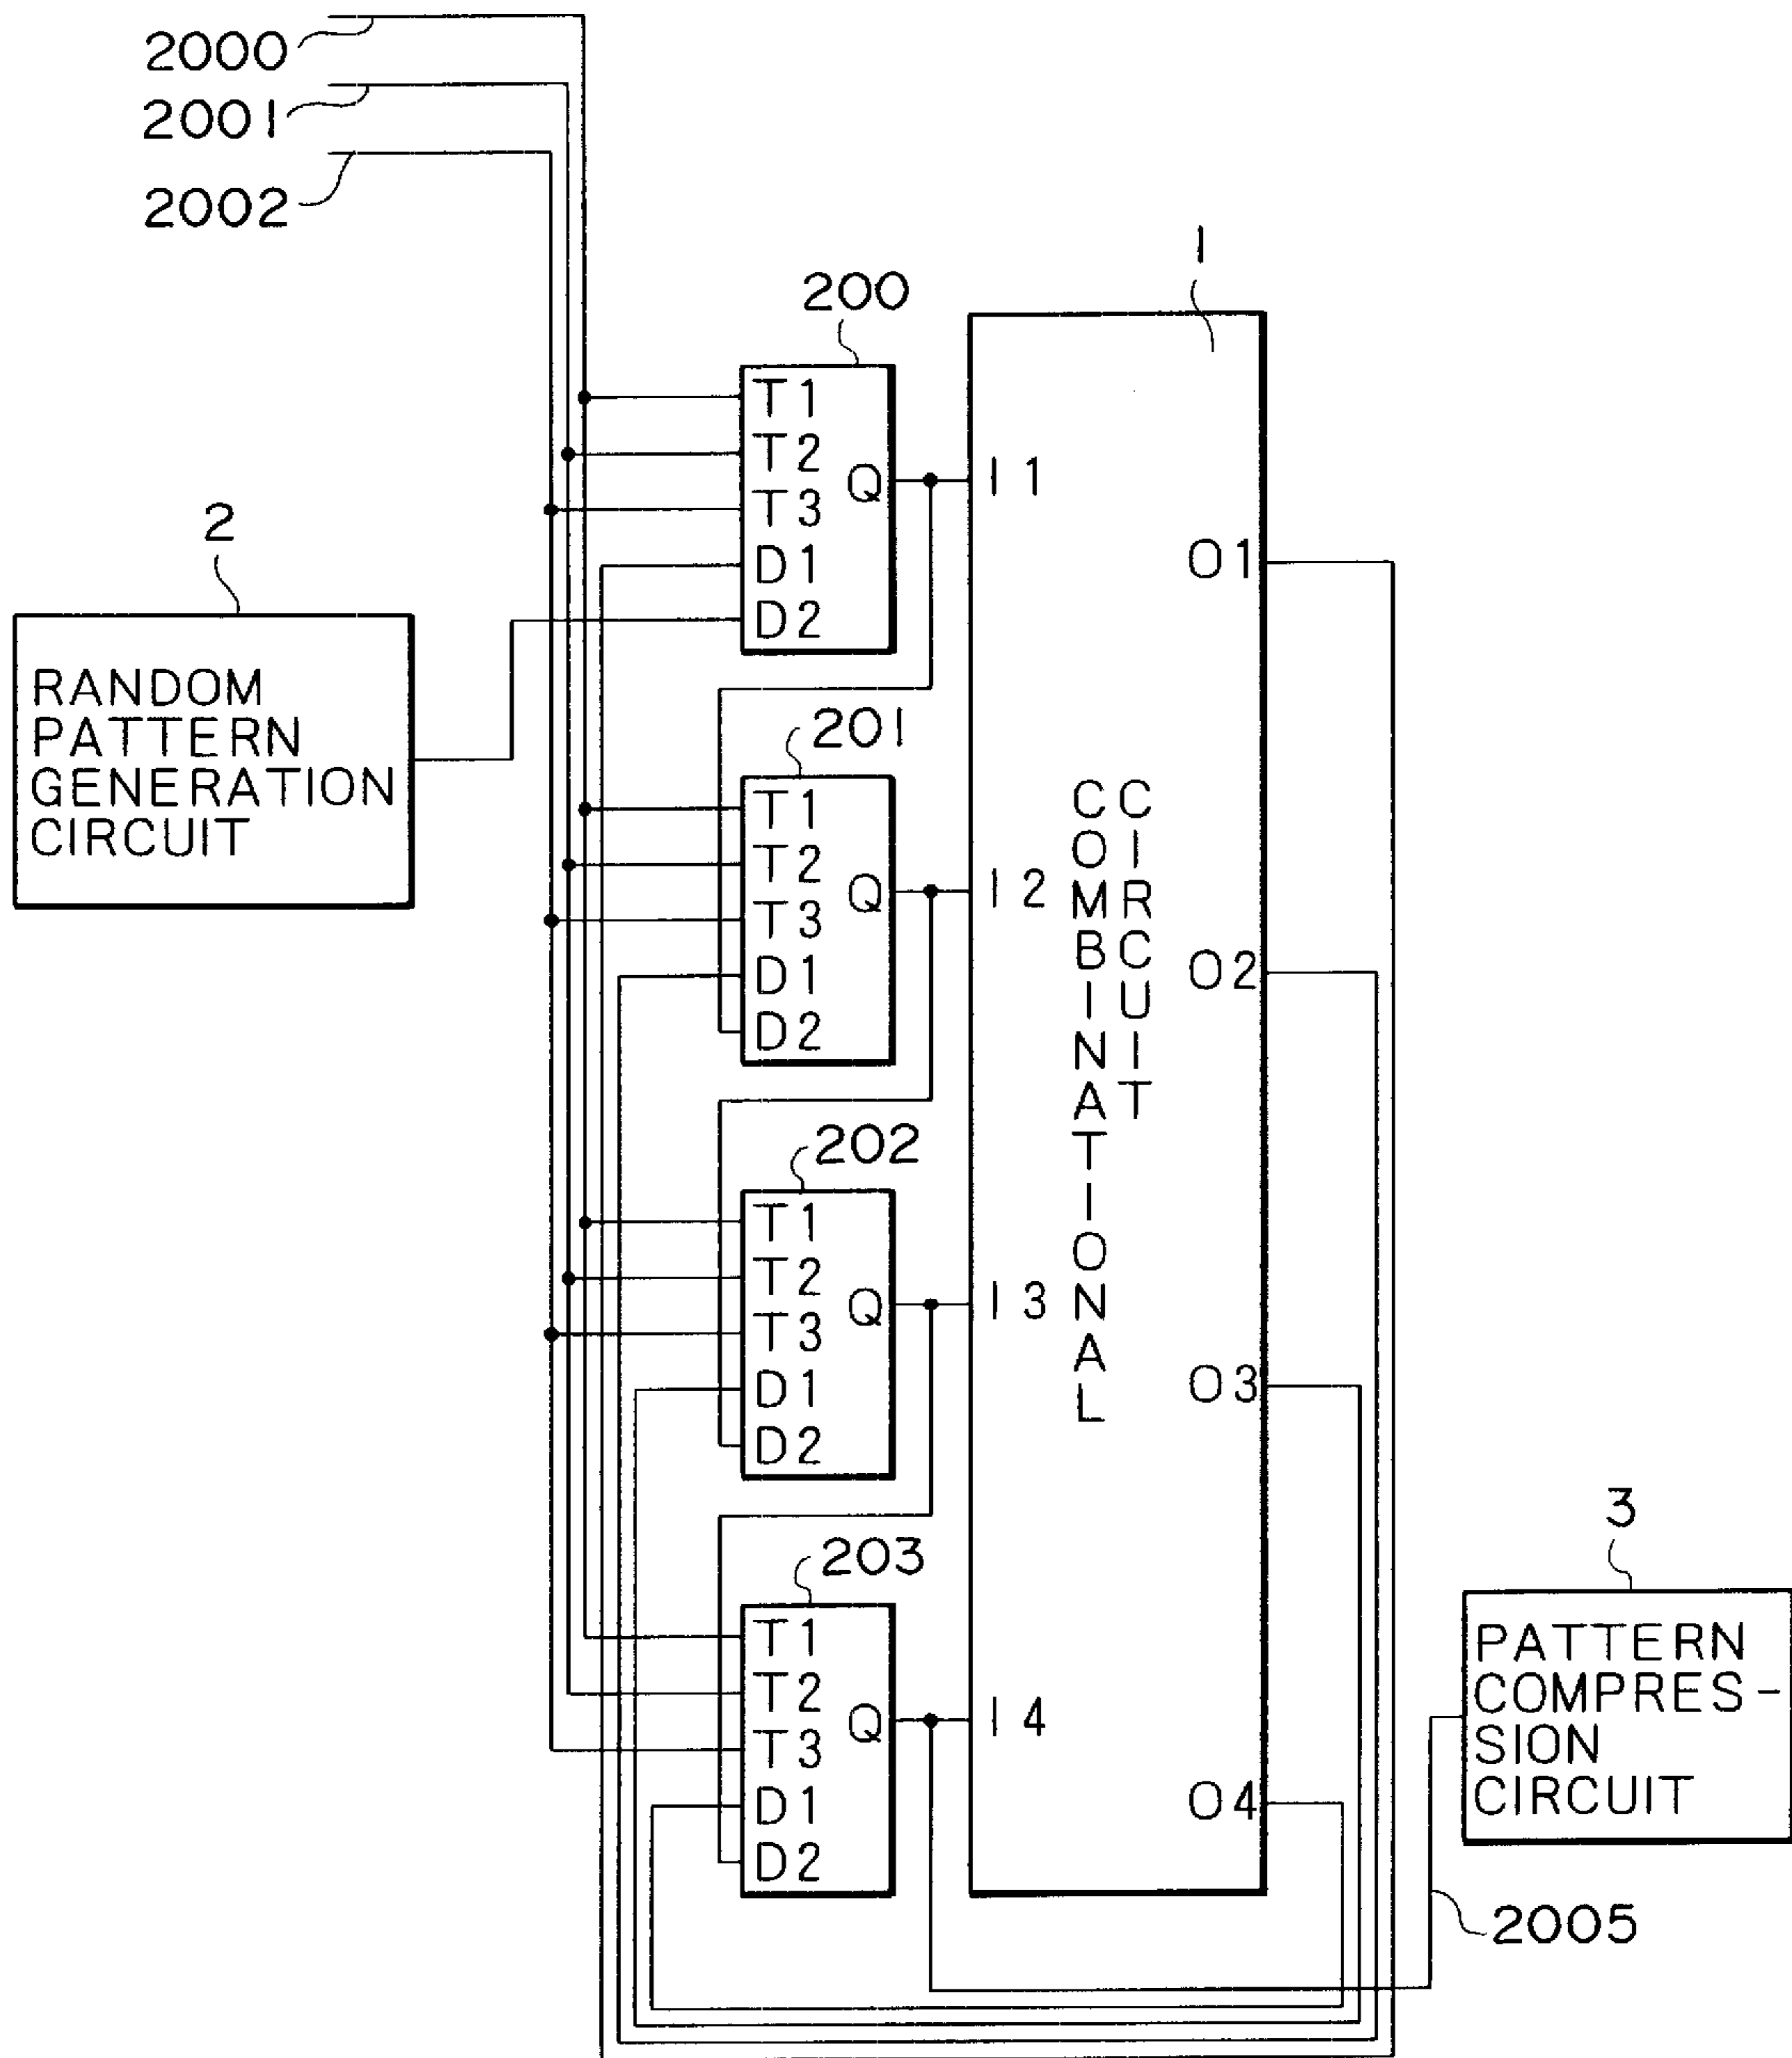 2000
2001
2002
1
200
T1
T2
T3
D1
D2
Q
I1
O1
2
RANDOM
PATTERN
GENERATION
CIRCUIT
201
T1
T2
T3
D1
D2
Q
I2
COMBINATIONAL
CIRCUIT
O2
202
T1
T2
T3
D1
D2
Q
I3
O3
203
T1
T2
T3
D1
D2
Q
I4
O4
3
PATTERN
COMPRES-
SION
CIRCUIT
2005